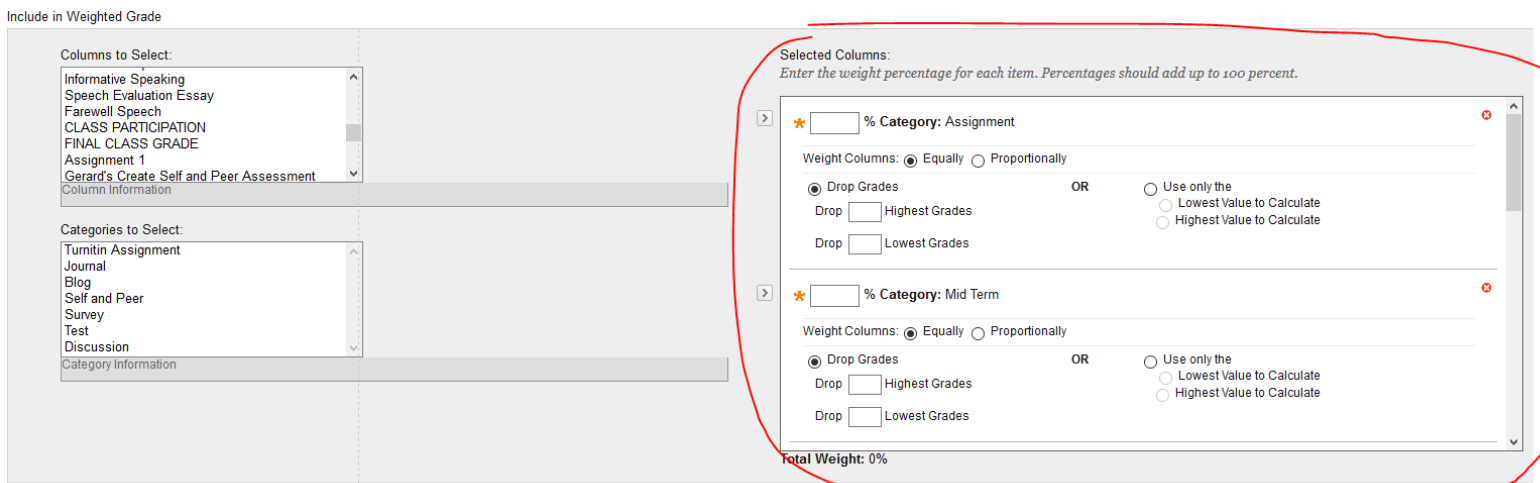 Include in Weighted Grade
Columns to Select:
Informative Speaking
Speech Evaluation Essay
Farewell Speech
CLASS PARTICIPATION
FINAL CLASS GRADE
Assignment 1
Gerard's Create Self and Peer Assessment
Column Information
Categories to Select:
Turnitin Assignment
Journal
Blog
Self and Peer
Survey
Test
Discussion
Category Information
Selected Columns:
Enter the weight percentage for each item. Percentages should add up to 100 percent.
% Category: Assignment
Weight Columns: Equally Proportionally
Drop Grades OR Use only the
Lowest Value to Calculate
Drop Highest Grades
Highest Value to Calculate
Drop Lowest Grades
% Category: Mid Term
Weight Columns: Equally Proportionally
Drop Grades OR Use only the
Lowest Value to Calculate
Drop Highest Grades
Highest Value to Calculate
Drop Lowest Grades
Total Weight: 0%